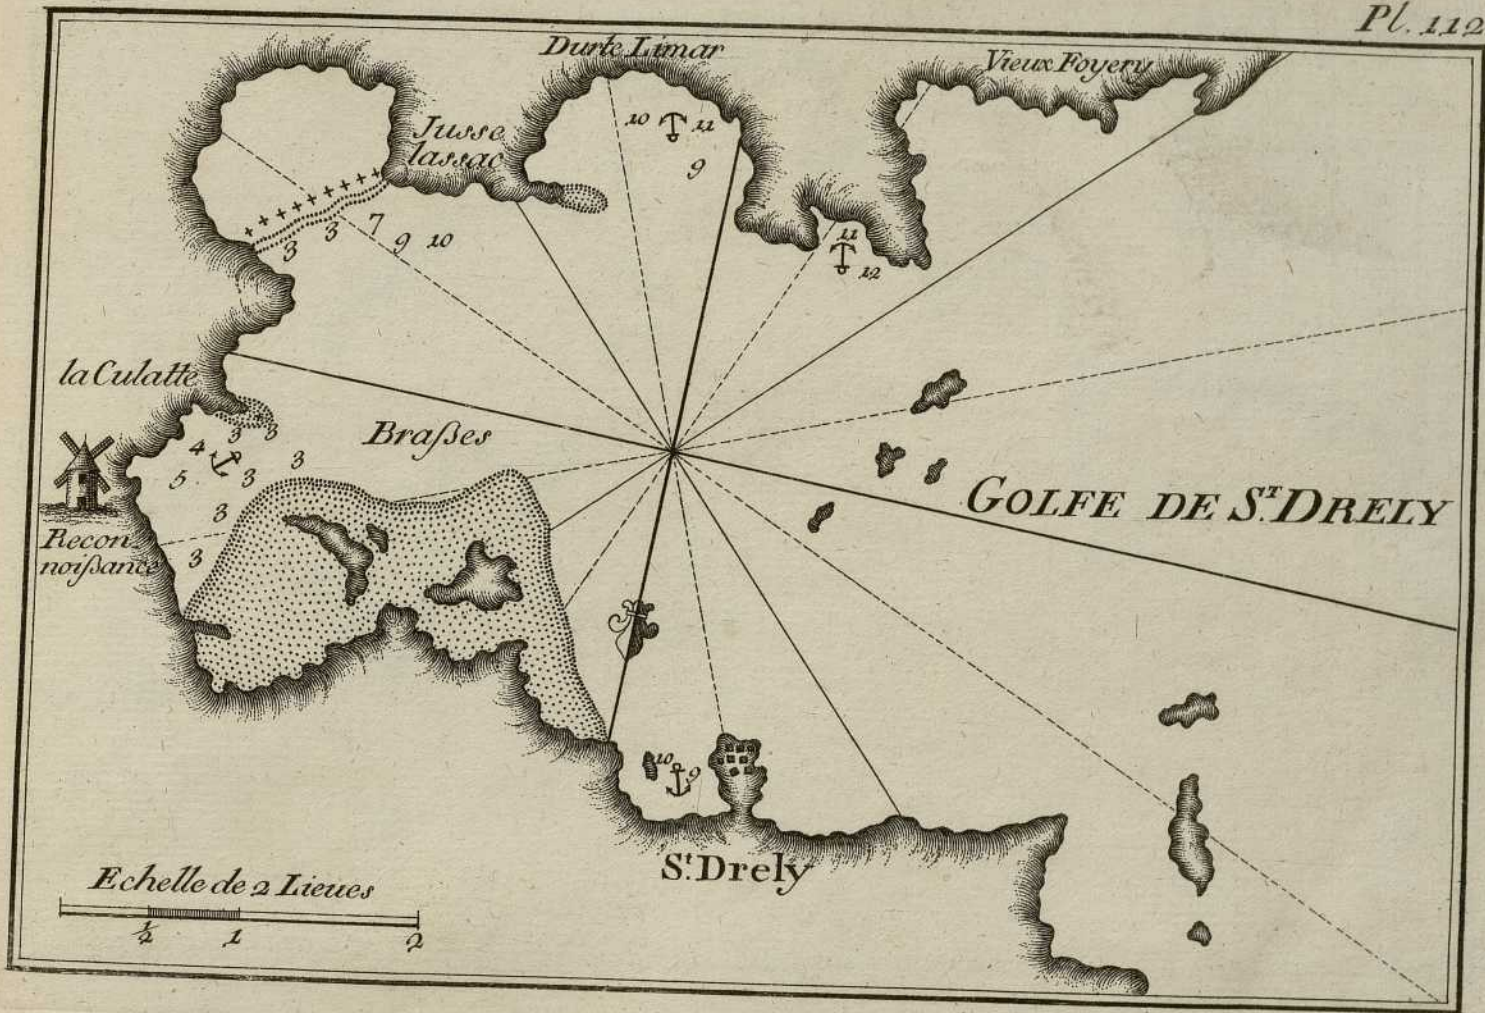 Pl. 112
Durte Limar
Vieux Foyery
10 11
9
Jusse
lassac
3 3 7 9 10
11
12
la Culatte
3 3
4
5 3 3
3
3
Braßes
GOLFE DE S.T DRELY
Recon-
noißance
10 9
S.t Drely
Echelle de 2 Lieues
1/2 1 2